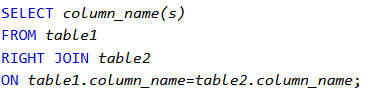 SELECT column_name(s)
FROM table1
RIGHT JOIN table2
ON table1.column_name=table2.column_name;